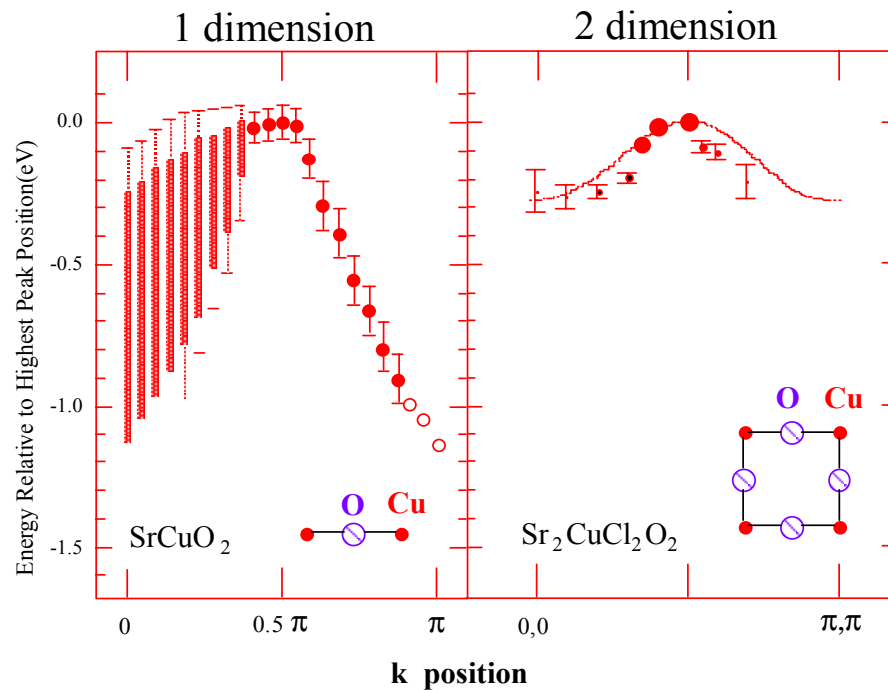 1 dimension
2 dimension
Energy Relative to Highest Peak Position(eV)
0.0
-0.5
-1.0
-1.5
O
Cu
SrCuO₂
O
Cu
Sr₂CuCl₂O₂
0
0.5 π
π
0,0
π,π
k position